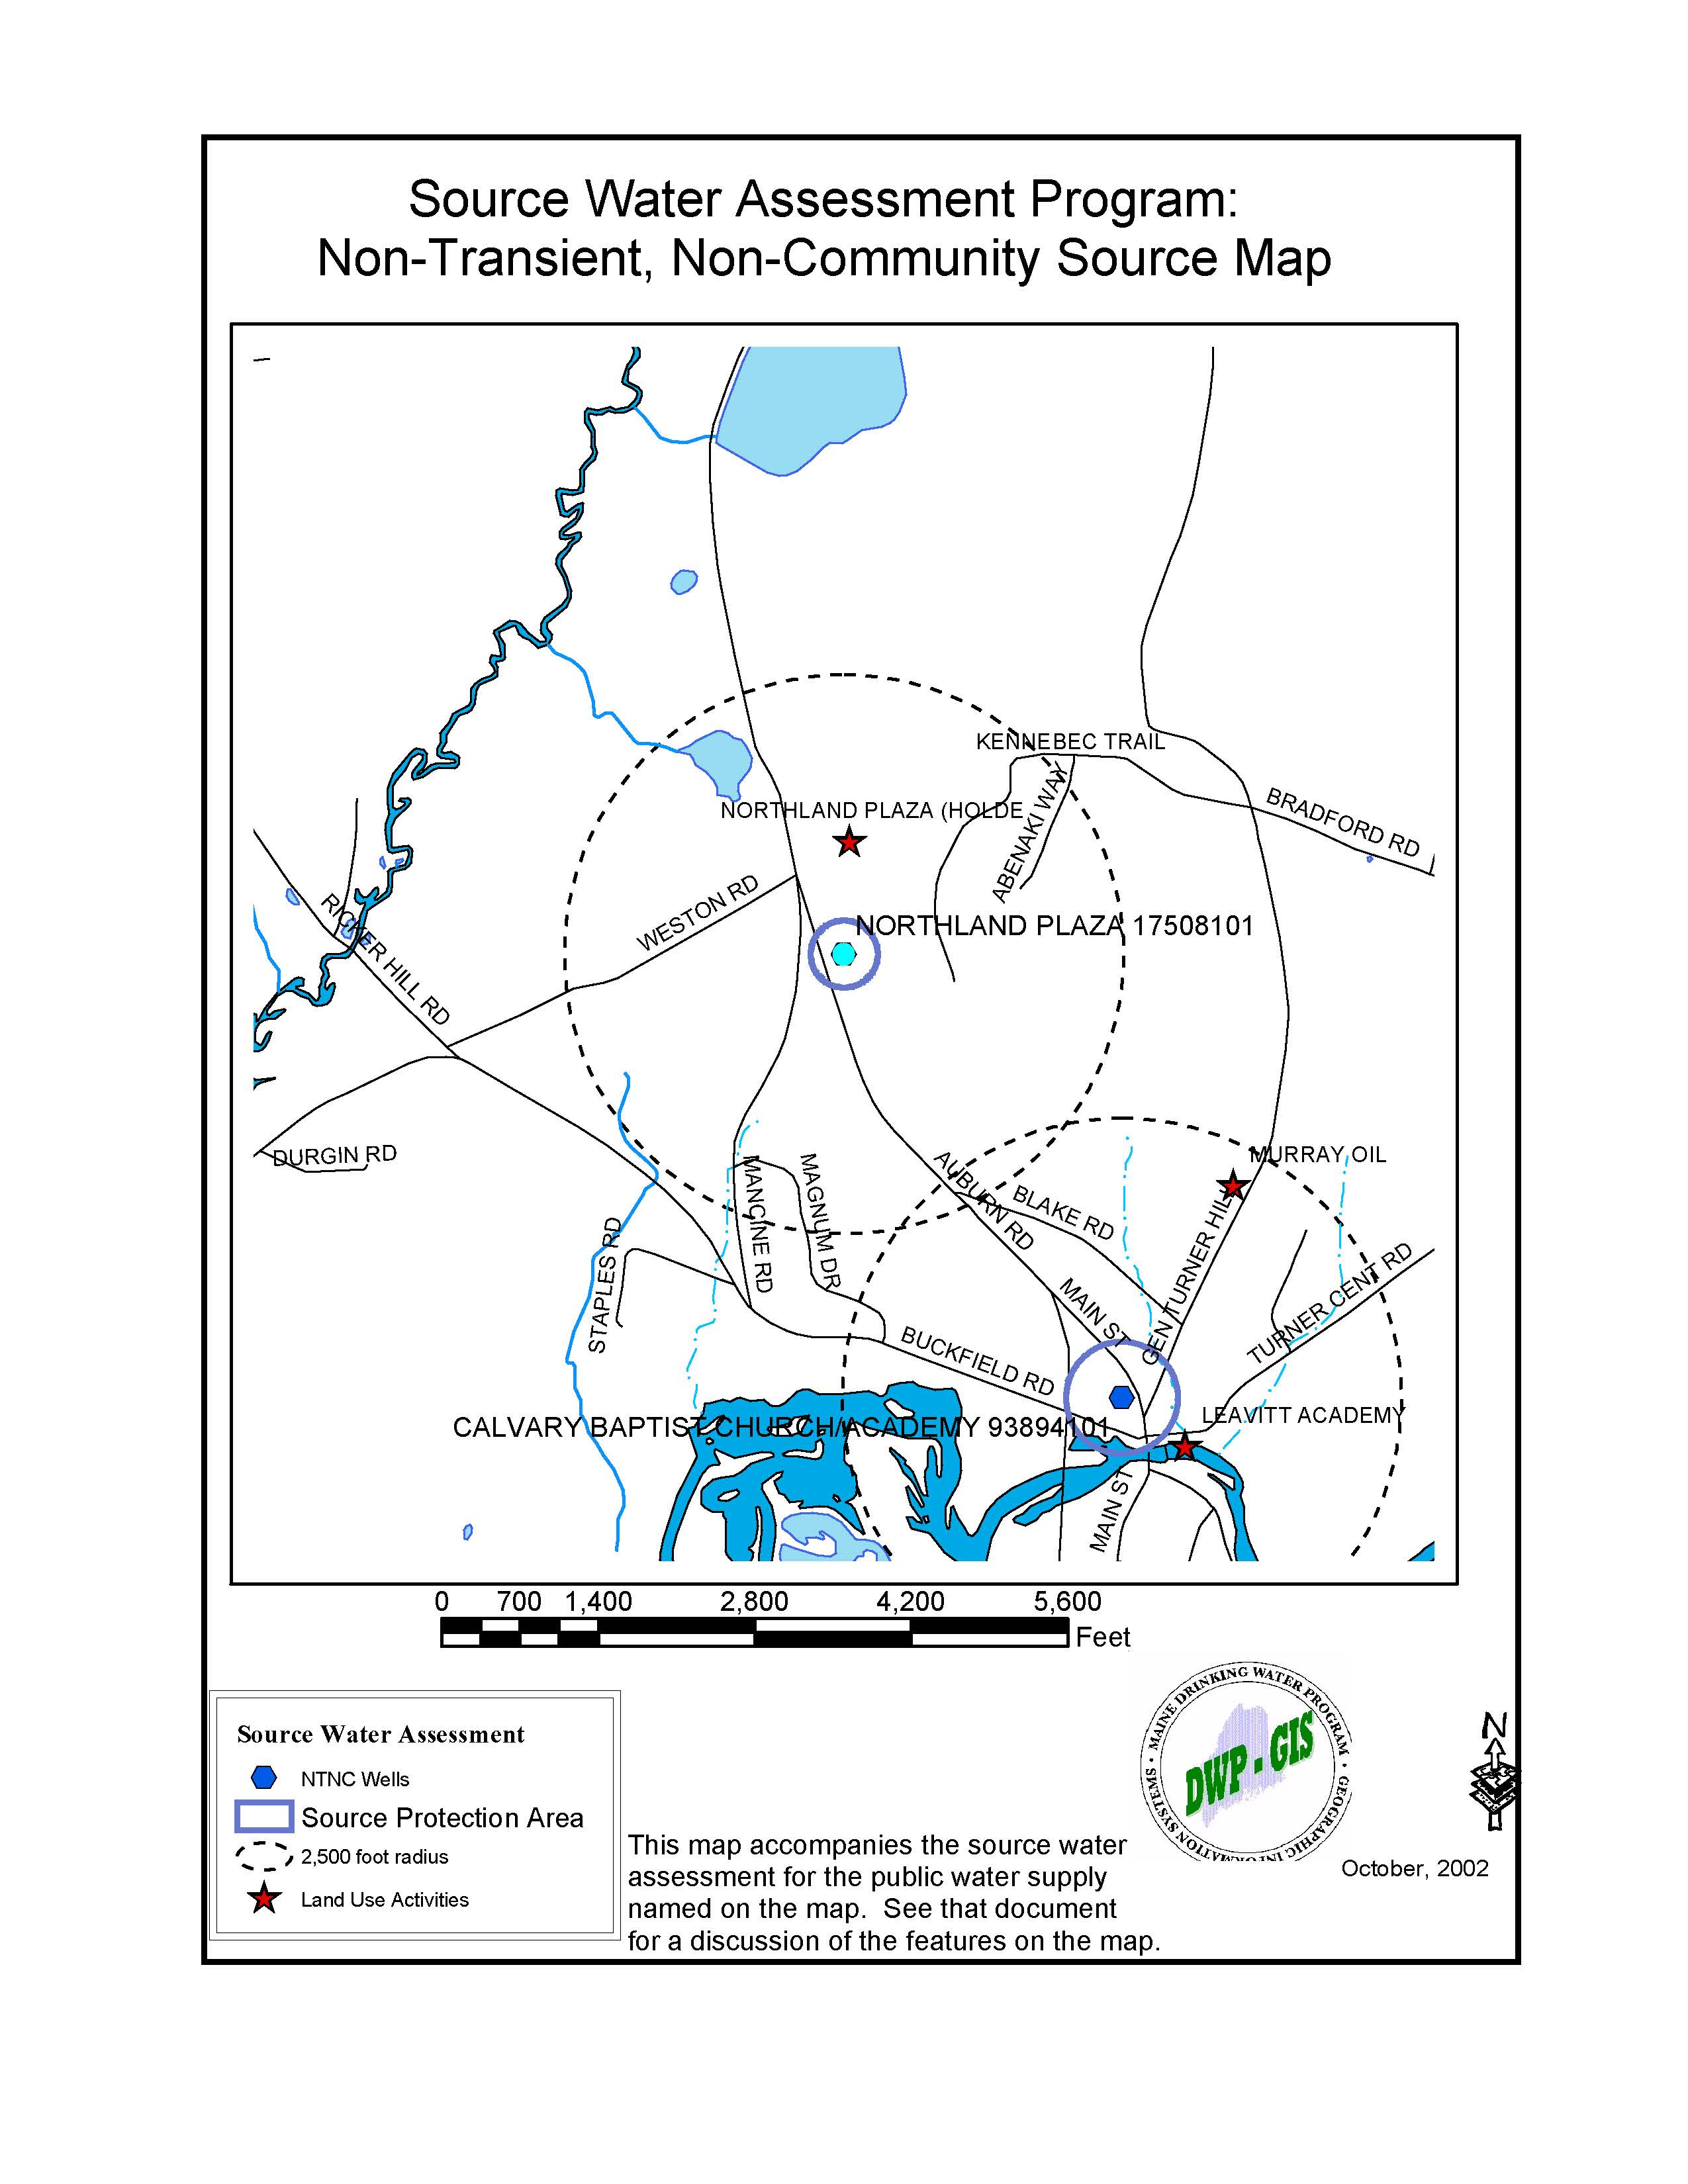 Source Water Assessment Program:
Non-Transient, Non-Community Source Map
KENNEBEC TRAIL
BRADFORD RD
NORTHLAND PLAZA (HOLDE
ABENAKI WAY
WESTON RD
RICKER HILL RD
NORTHLAND PLAZA 17508101
DURGIN RD
MURRAY OIL
AUBURN RD
BLAKE RD
MANCINE RD
MAGNUM DR
STAPLES RD
GEN TURNER HILL
TURNER CENT RD
MAIN ST
BUCKFIELD RD
LEAVITT ACADEMY
CALVARY BAPTIST CHURCH/ACADEMY 93894101
MAIN ST
0 700 1,400 2,800 4,200 5,600
Feet
Source Water Assessment
NTNC Wells
Source Protection Area
2,500 foot radius
Land Use Activities
This map accompanies the source water
assessment for the public water supply
named on the map. See that document
for a discussion of the features on the map.
MAINE DRINKING WATER PROGRAM • GEOGRAPHIC INFORMATION SYSTEMS •
DWP - GIS
N
October, 2002